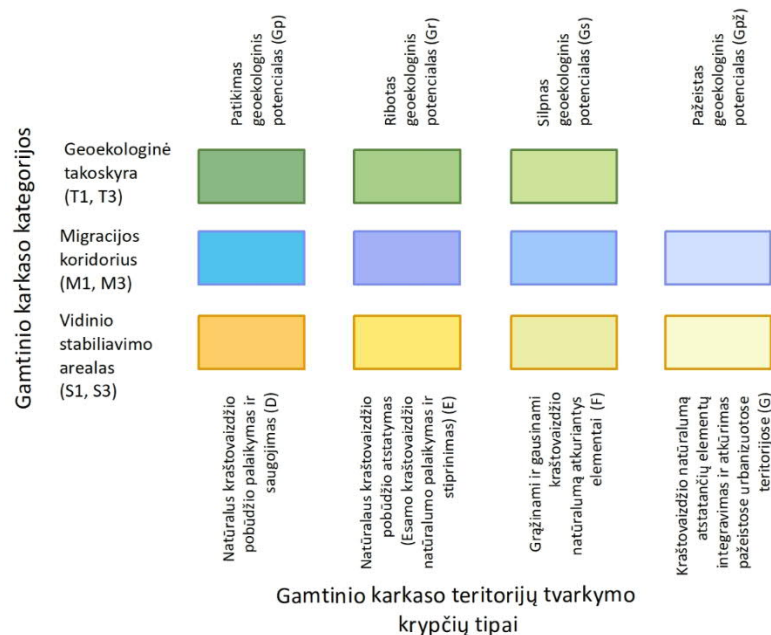 Patikimas
geoekologinis
potencialas (Gp)
Ribotas
geoekologinis
potencialas (Gr)
Silpnas
geoekologinis
potencialas (Gs)
Pažeistas
geoekologinis
potencialas (Gpž)
Gamtinio karkaso kategorijos
Geoekologinė
takoskyra
(T1, T3)
Migracijos
koridorius
(M1, M3)
Vidinio
stabiliavimo
arealas
(S1, S3)
Natūralus kraštovaizdžio
pobūdžio palaikymas ir
saugojimas (D)
Natūralaus kraštovaizdžio
pobūdžio atstatymas
(Esamo kraštovaizdžio
natūralumo palaikymas ir
stiprinimas) (E)
Grąžinami ir gausinami
kraštovaizdžio
natūralumą atkuriantys
elementai (F)
Kraštovaizdžio natūralumą
atstatančių elementų
integravimas ir atkūrimas
pažeistose urbanizuotose
teritorijose (G)
Gamtinio karkaso teritorijų tvarkymo
krypčių tipai